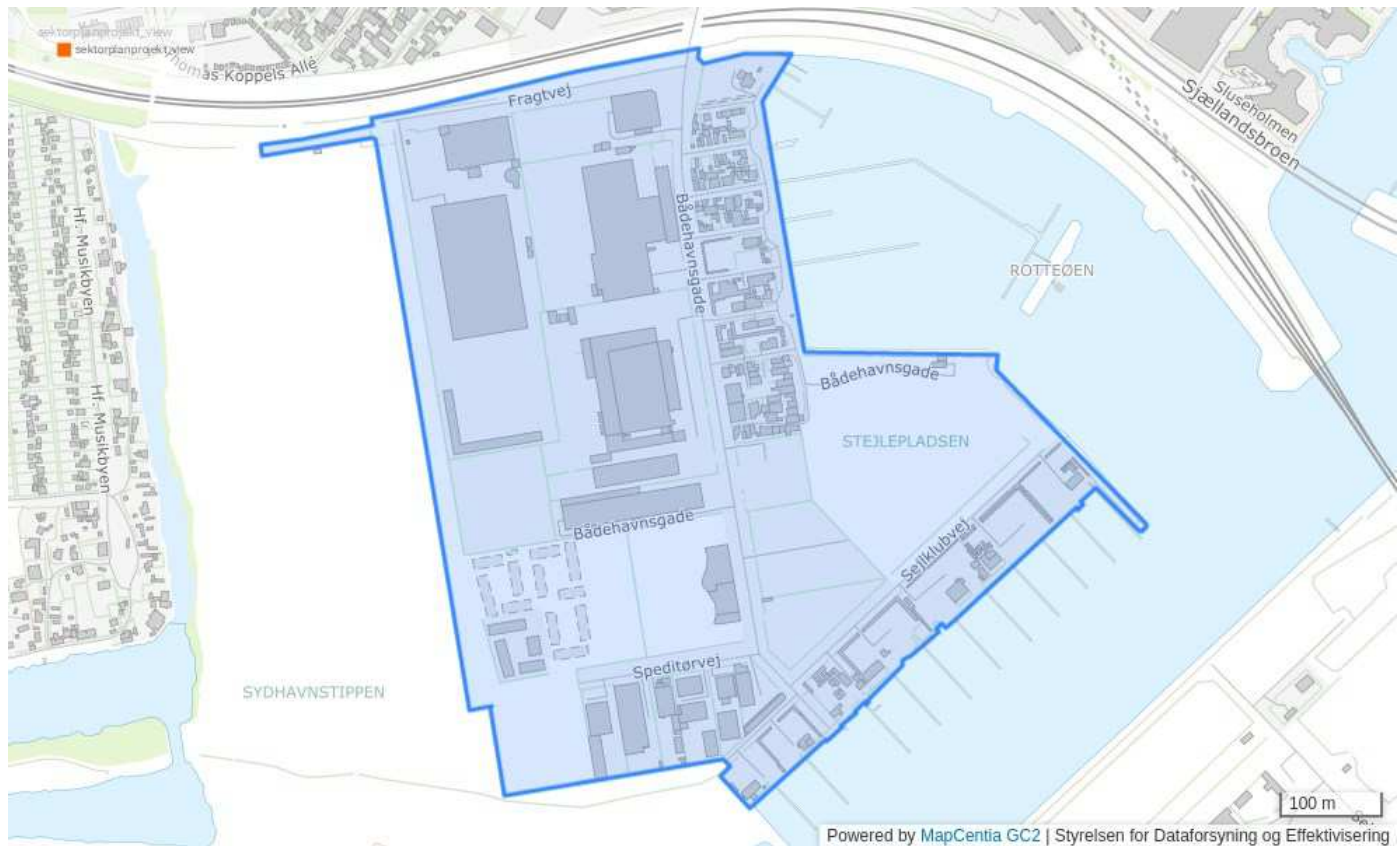 sektorplanprojekt_view
sektorplanprojekt_view
Thomas Koppels Allé
Fragtvej
Sluseholmen
Sjællandsbroen
Hf. Musikbyen
Bådehavnsgade
ROTTEØEN
Bådehavnsgade
Hf. Musikbyen
STEJLEPLADSEN
Bådehavnsgade
Sejlklubvej
Speditørvej
SYDHAVNSTIPPEN
100 m
Powered by MapCentia GC2 | Styrelsen for Dataforsyning og Effektivisering